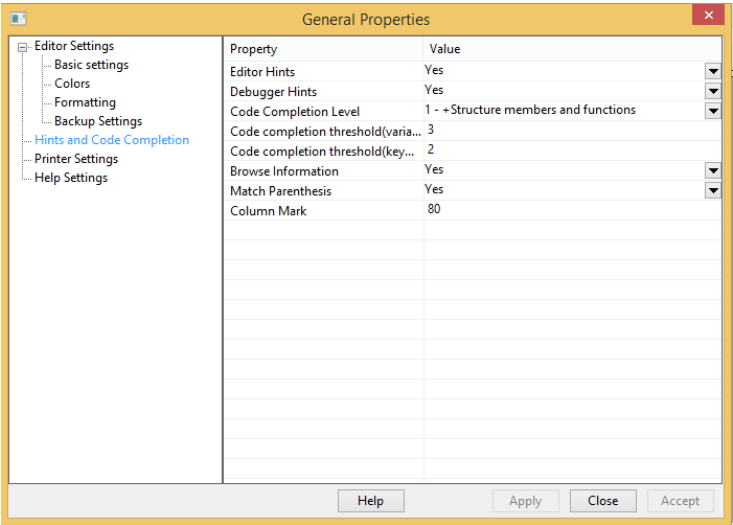 General Properties
Editor Settings
Basic settings
Colors
Formatting
Backup Settings
Hints and Code Completion
Printer Settings
Help Settings
Property Value
Editor Hints Yes
Debugger Hints Yes
Code Completion Level 1 - +Structure members and functions
Code completion threshold(varia... 3
Code completion threshold(key... 2
Browse Information Yes
Match Parenthesis Yes
Column Mark 80
Help Apply Close Accept